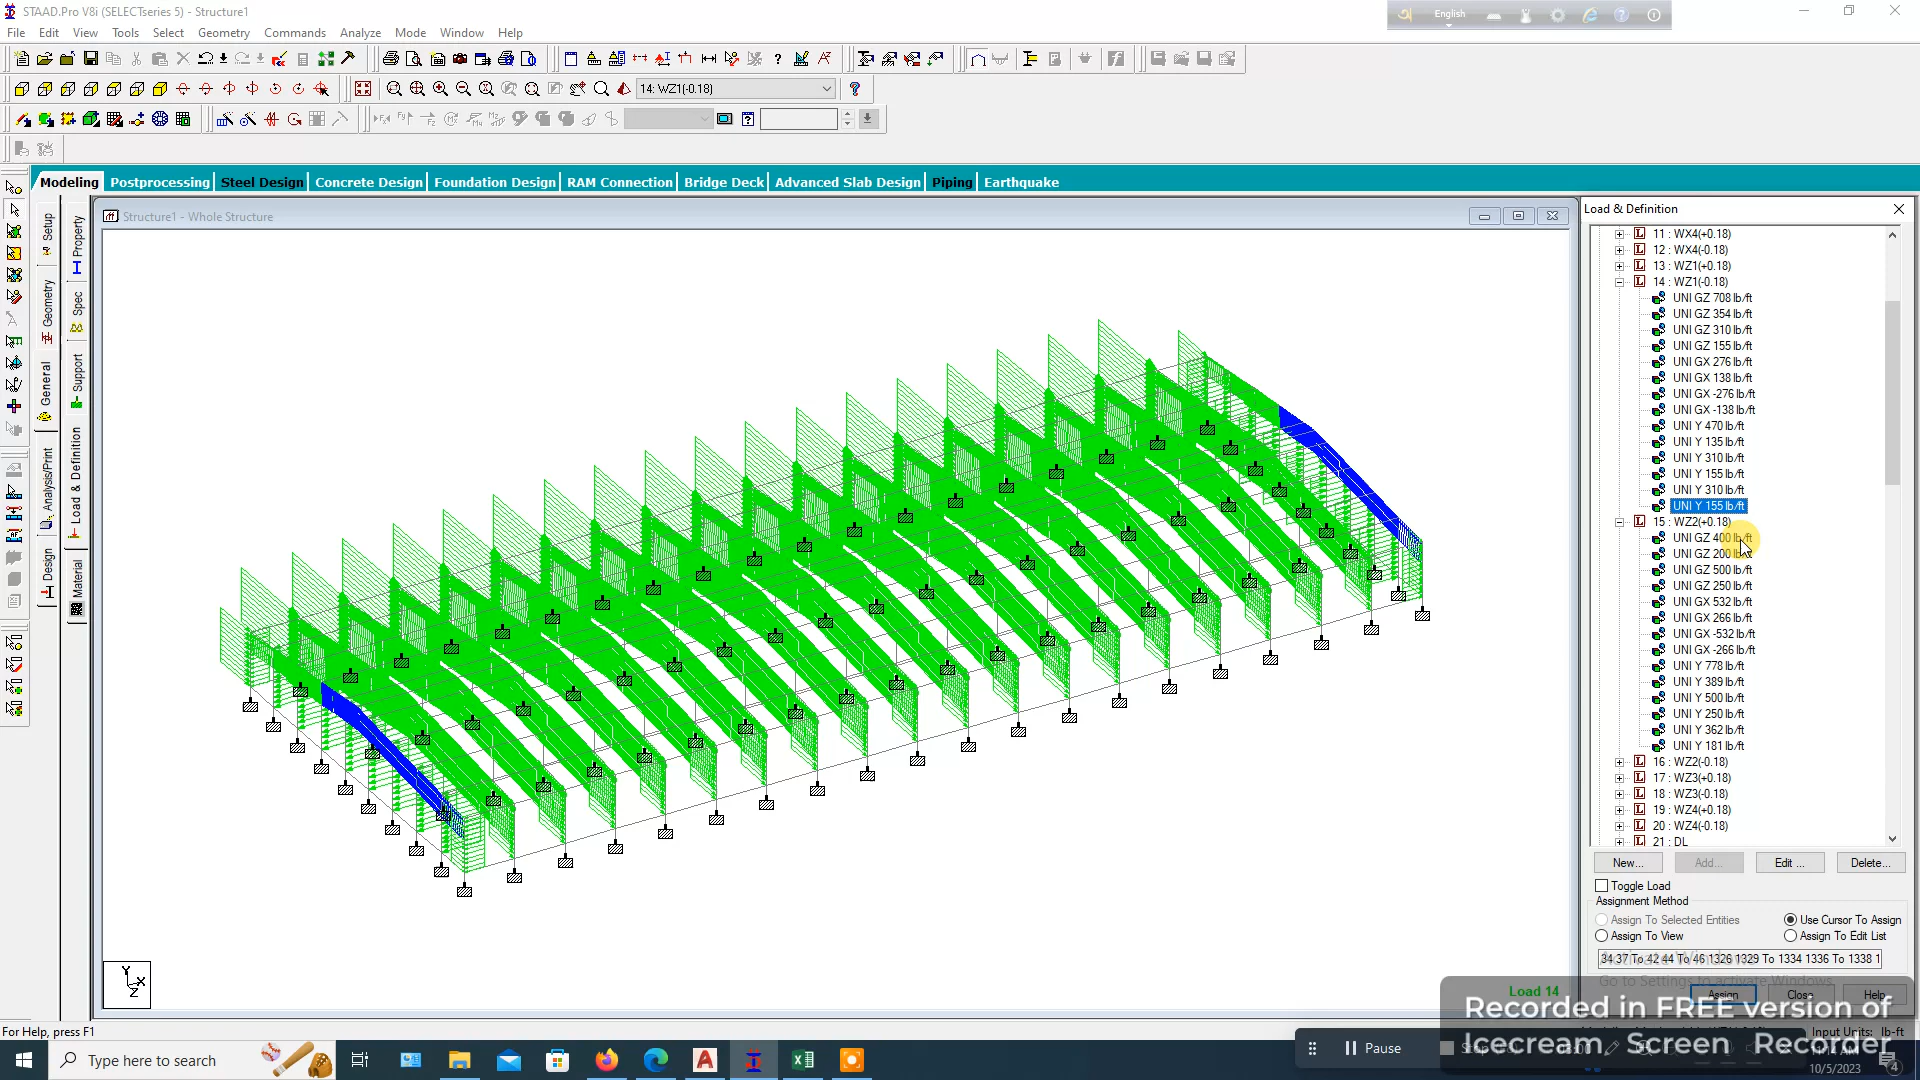 STAAD.Pro V8i (SELECTseries 5) - Structure1
English
File Edit View Tools Select Geometry Commands Analyze Mode Window Help
14: WZ1(-0.18)
Modeling Postprocessing Steel Design Concrete Design Foundation Design RAM Connection Bridge Deck Advanced Slab Design Piping Earthquake
Setup
Geometry
General
Analysis/Print
Design
Property
Spec
Support
Load & Definition
Material
Structure1 - Whole Structure
Y
X
Z
Load 14
Load & Definition
11 : WX4(+0.18)
12 : WX4(-0.18)
13 : WZ1(+0.18)
14 : WZ1(-0.18)
UNI GZ 708 lb/ft
UNI GZ 354 lb/ft
UNI GZ 310 lb/ft
UNI GZ 155 lb/ft
UNI GX 276 lb/ft
UNI GX 138 lb/ft
UNI GX -276 lb/ft
UNI GX -138 lb/ft
UNI Y 470 lb/ft
UNI Y 135 lb/ft
UNI Y 310 lb/ft
UNI Y 155 lb/ft
UNI Y 310 lb/ft
UNI Y 155 lb/ft
15 : WZ2(+0.18)
UNI GZ 400 lb/ft
UNI GZ 200 lb/ft
UNI GZ 500 lb/ft
UNI GZ 250 lb/ft
UNI GX 532 lb/ft
UNI GX 266 lb/ft
UNI GX -532 lb/ft
UNI GX -266 lb/ft
UNI Y 778 lb/ft
UNI Y 389 lb/ft
UNI Y 500 lb/ft
UNI Y 250 lb/ft
UNI Y 362 lb/ft
UNI Y 181 lb/ft
16 : WZ2(-0.18)
17 : WZ3(+0.18)
18 : WZ3(-0.18)
19 : WZ4(+0.18)
20 : WZ4(-0.18)
21 : DL
New... Add... Edit ... Delete...
Toggle Load
Assignment Method
Assign To Selected Entities Use Cursor To Assign
Assign To View Assign To Edit List
34 37 To 42 44 To 46 1326 1329 To 1334 1336 To 1338 1
Activate Windows
Go to Settings to activate Windows.
Assign Close Help
Recorded in FREE version of
Icecream Screen Recorder
For Help, press F1
Input Units: lb-ft
Type here to search
Pause
10/5/2023
4